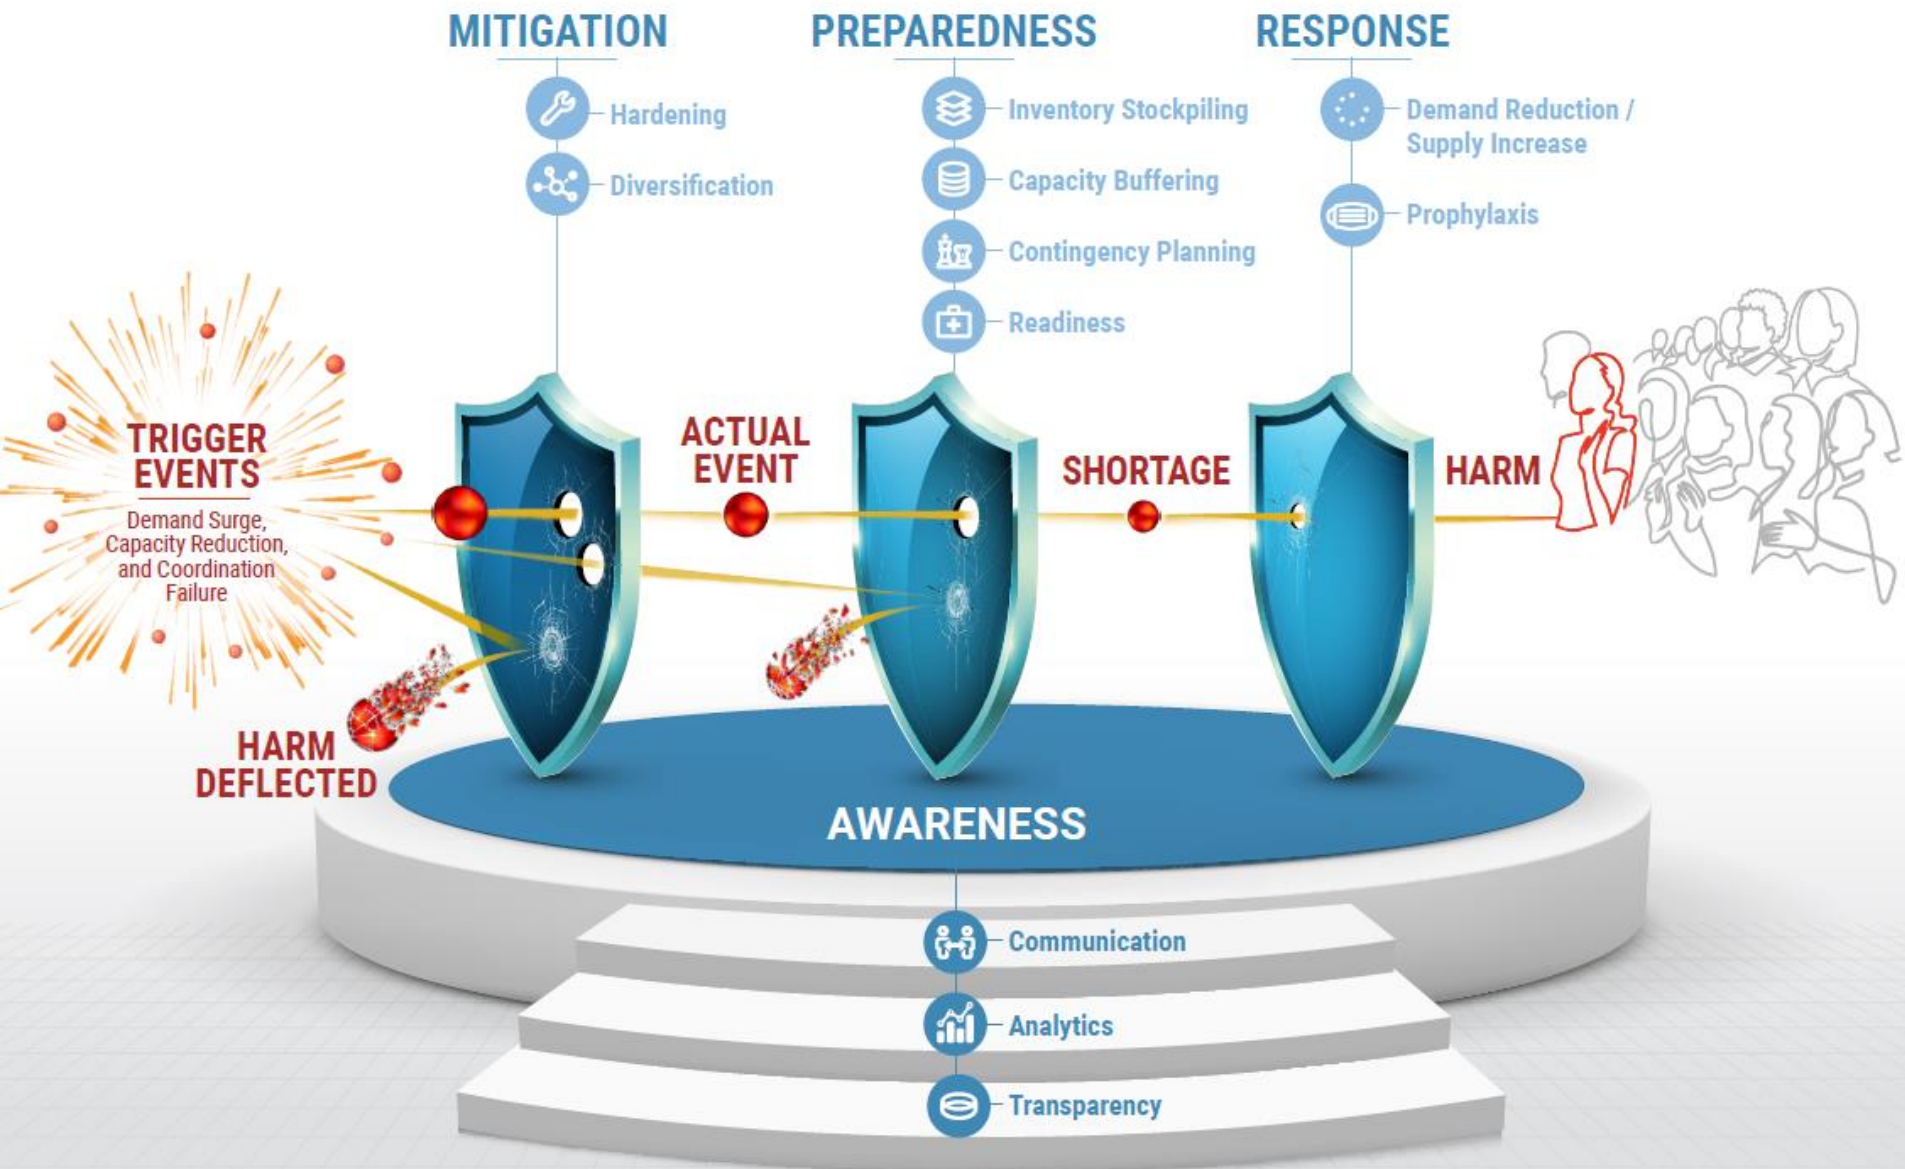 MITIGATION
Hardening
Diversification
PREPAREDNESS
Inventory Stockpiling
Capacity Buffering
Contingency Planning
Readiness
RESPONSE
Demand Reduction /
Supply Increase
Prophylaxis
TRIGGER
EVENTS
Demand Surge,
Capacity Reduction,
and Coordination
Failure
ACTUAL
EVENT
SHORTAGE
HARM
HARM
DEFLECTED
AWARENESS
Communication
Analytics
Transparency